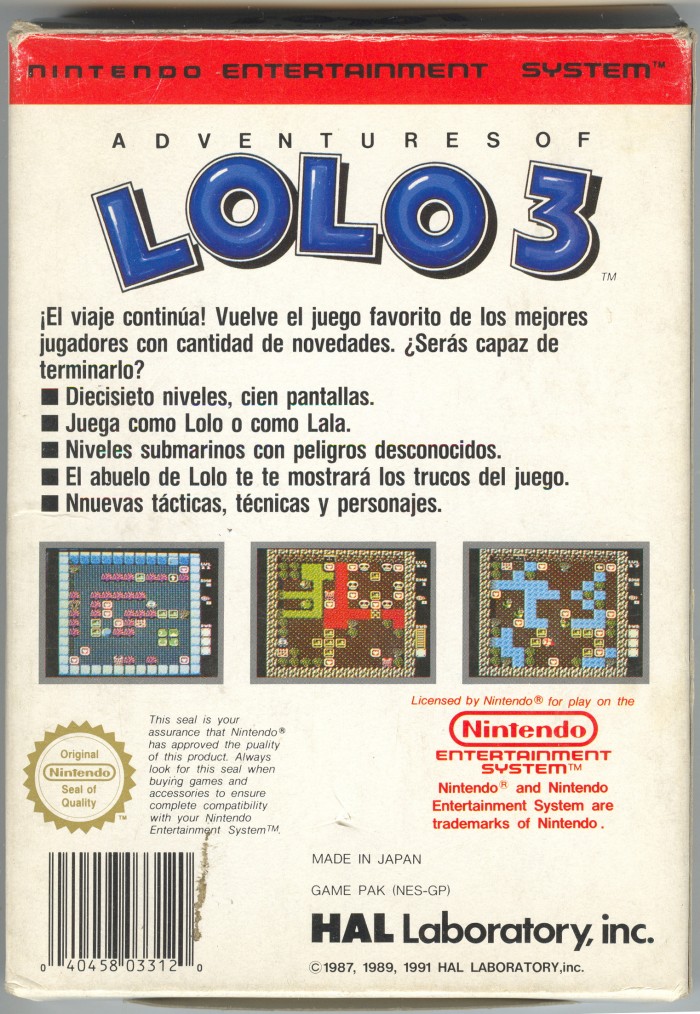 Nintendo ENTERTAINMENT SYSTEM™
ADVENTURES OF
LOLO 3
TM
¡El viaje continúa! Vuelve el juego favorito de los mejores
jugadores con cantidad de novedades. ¿Serás capaz de
terminarlo?
■ Diecisieto niveles, cien pantallas.
■ Juega como Lolo o como Lala.
■ Niveles submarinos con peligros desconocidos.
■ El abuelo de Lolo te te mostrará los trucos del juego.
■ Nnuevas tácticas, técnicas y personajes.
Licensed by Nintendo® for play on the
Nintendo
ENTERTAINMENT
SYSTEM™
Nintendo® and Nintendo
Entertainment System are
trademarks of Nintendo.
Original
Nintendo
Seal of
Quality
TM
This seal is your
assurance that Nintendo®
has approved the puality
of this product. Always
look for this seal when
buying games and
accessories to ensure
complete compatibility
with your Nintendo
Entertainment System™.
MADE IN JAPAN
GAME PAK (NES-GP)
HAL Laboratory, inc.
©1987, 1989, 1991 HAL LABORATORY,inc.
0 40458 03312 0